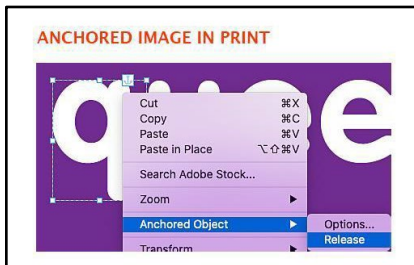 ANCHORED IMAGE IN PRINT
Cut ⌘X
Copy ⌘C
Paste ⌘V
Paste in Place ⌥⇧⌘V
Search Adobe Stock...
Zoom
Anchored Object
Options...
Release
Transform